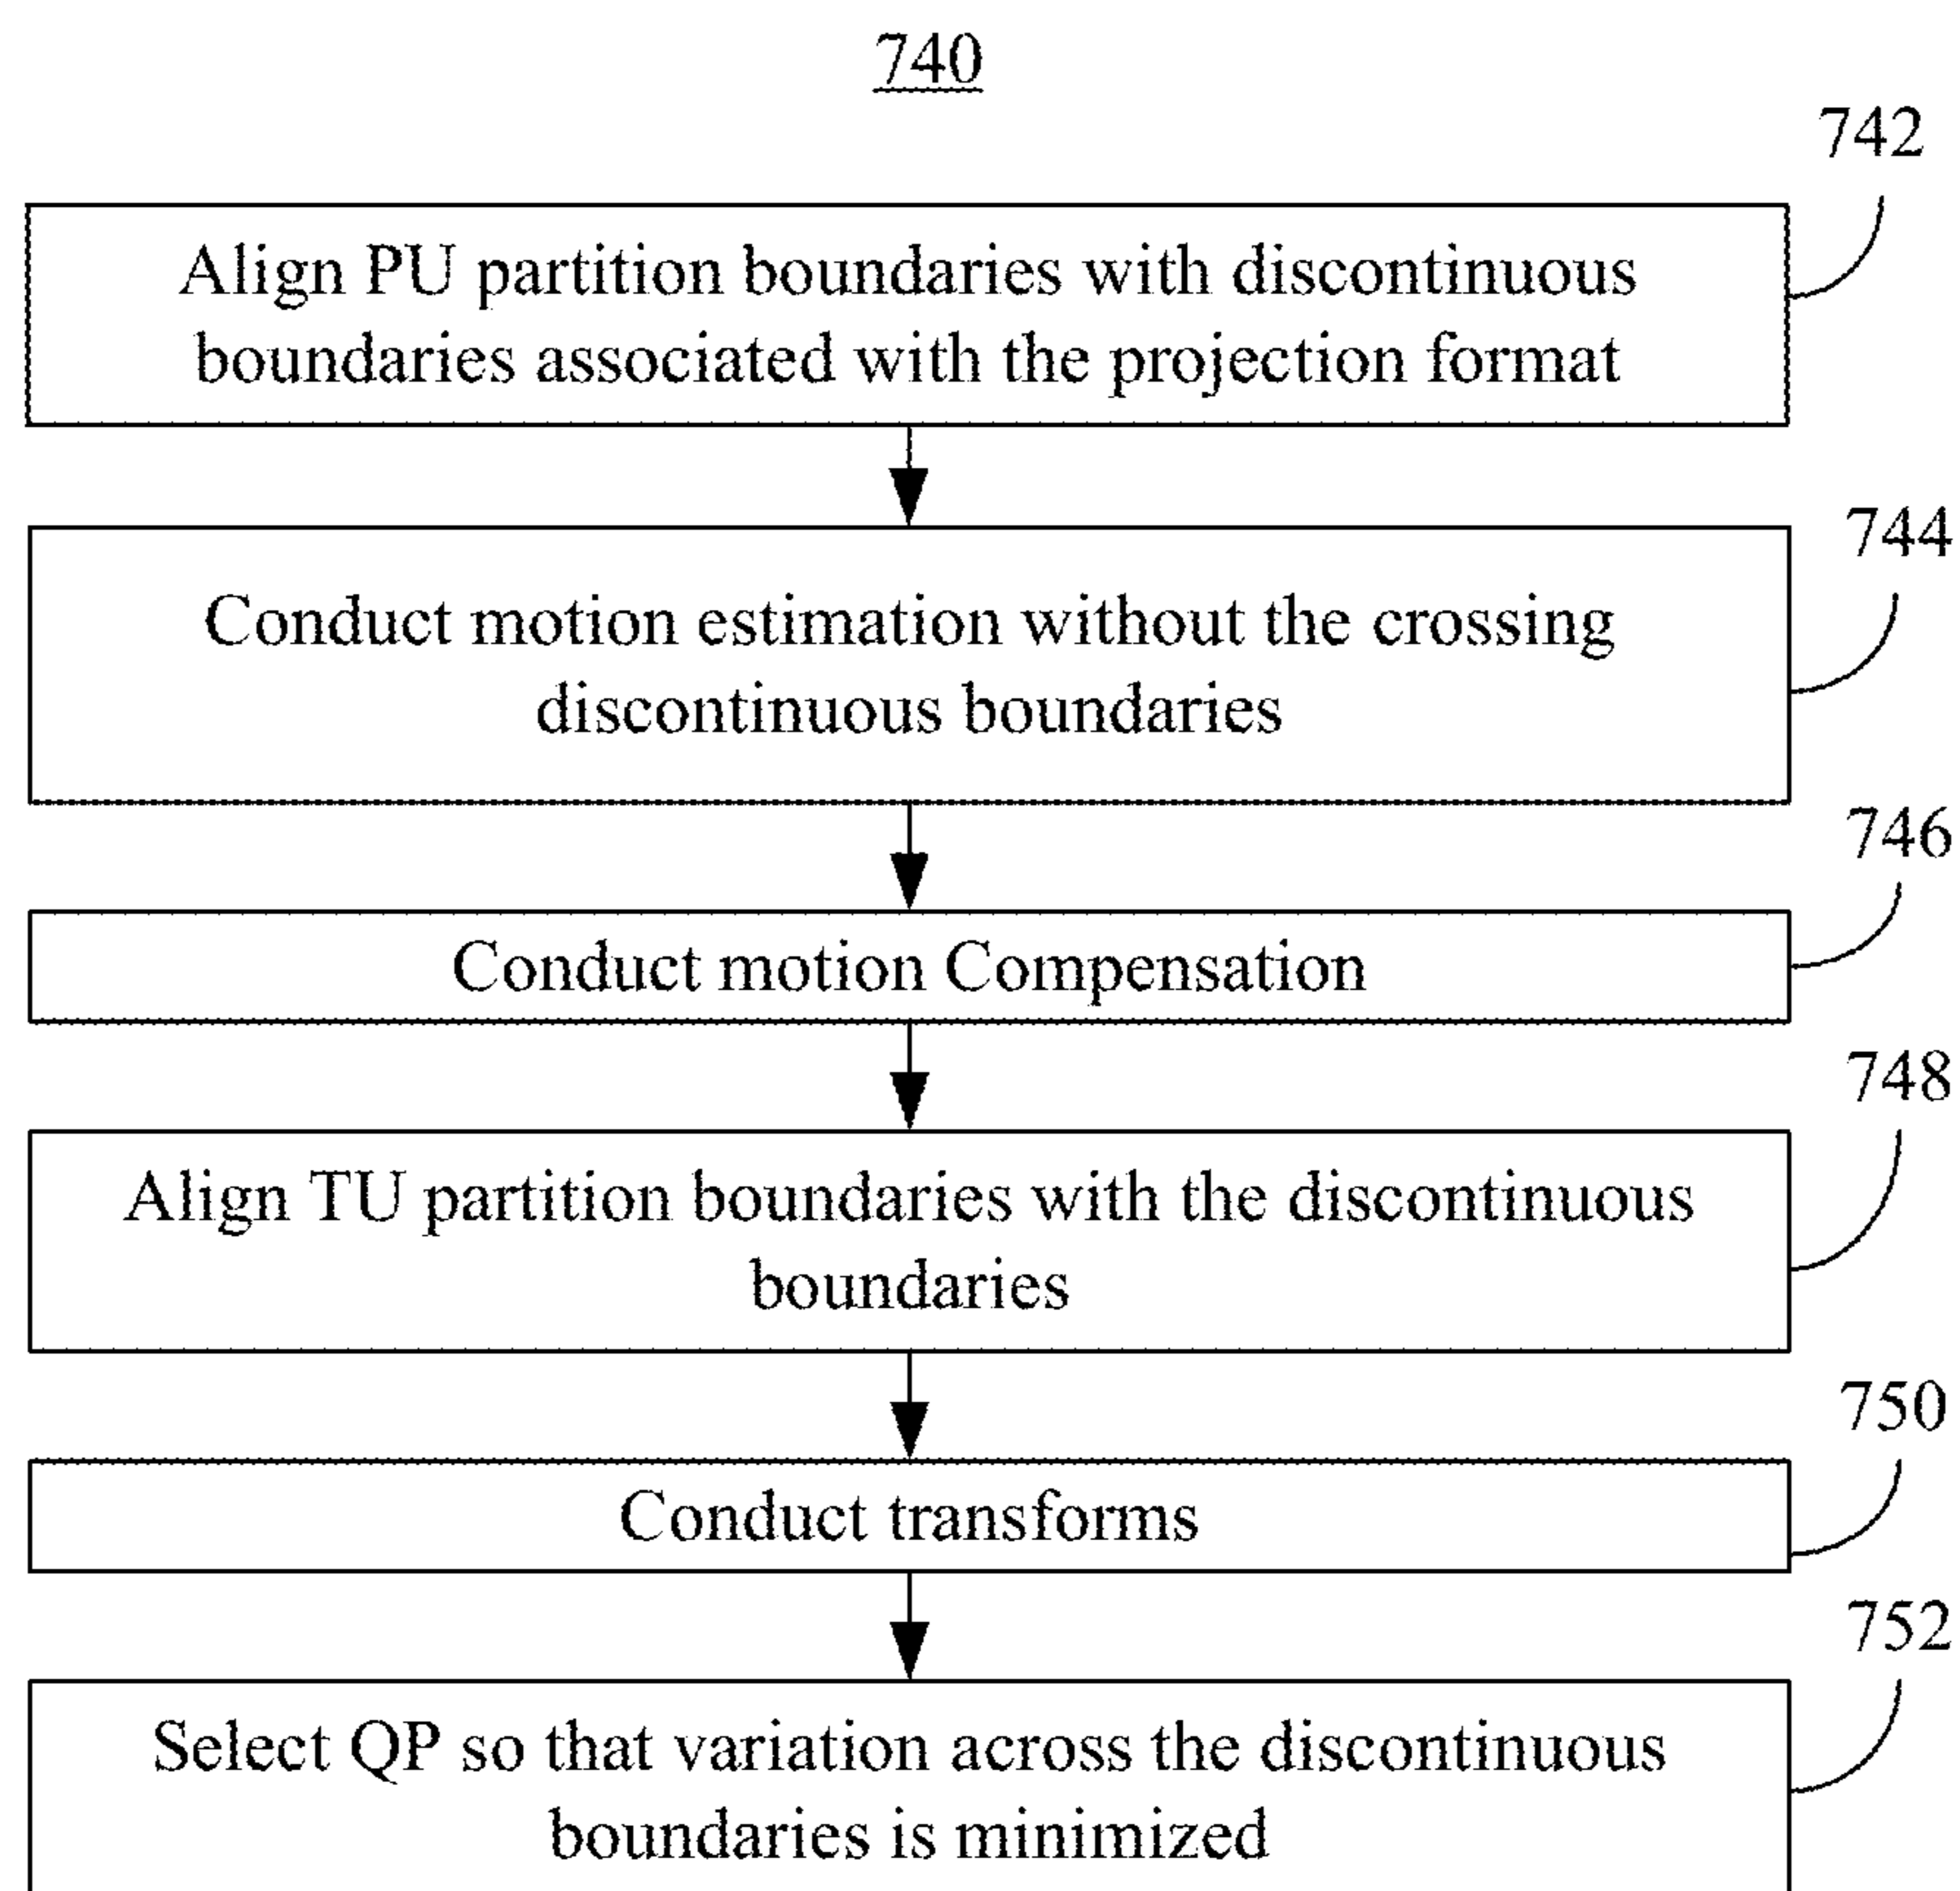 740
742
Align PU partition boundaries with discontinuous
boundaries associated with the projection format
744
Conduct motion estimation without the crossing
discontinuous boundaries
746
Conduct motion Compensation
748
Align TU partition boundaries with the discontinuous
boundaries
750
Conduct transforms
752
Select QP so that variation across the discontinuous
boundaries is minimized